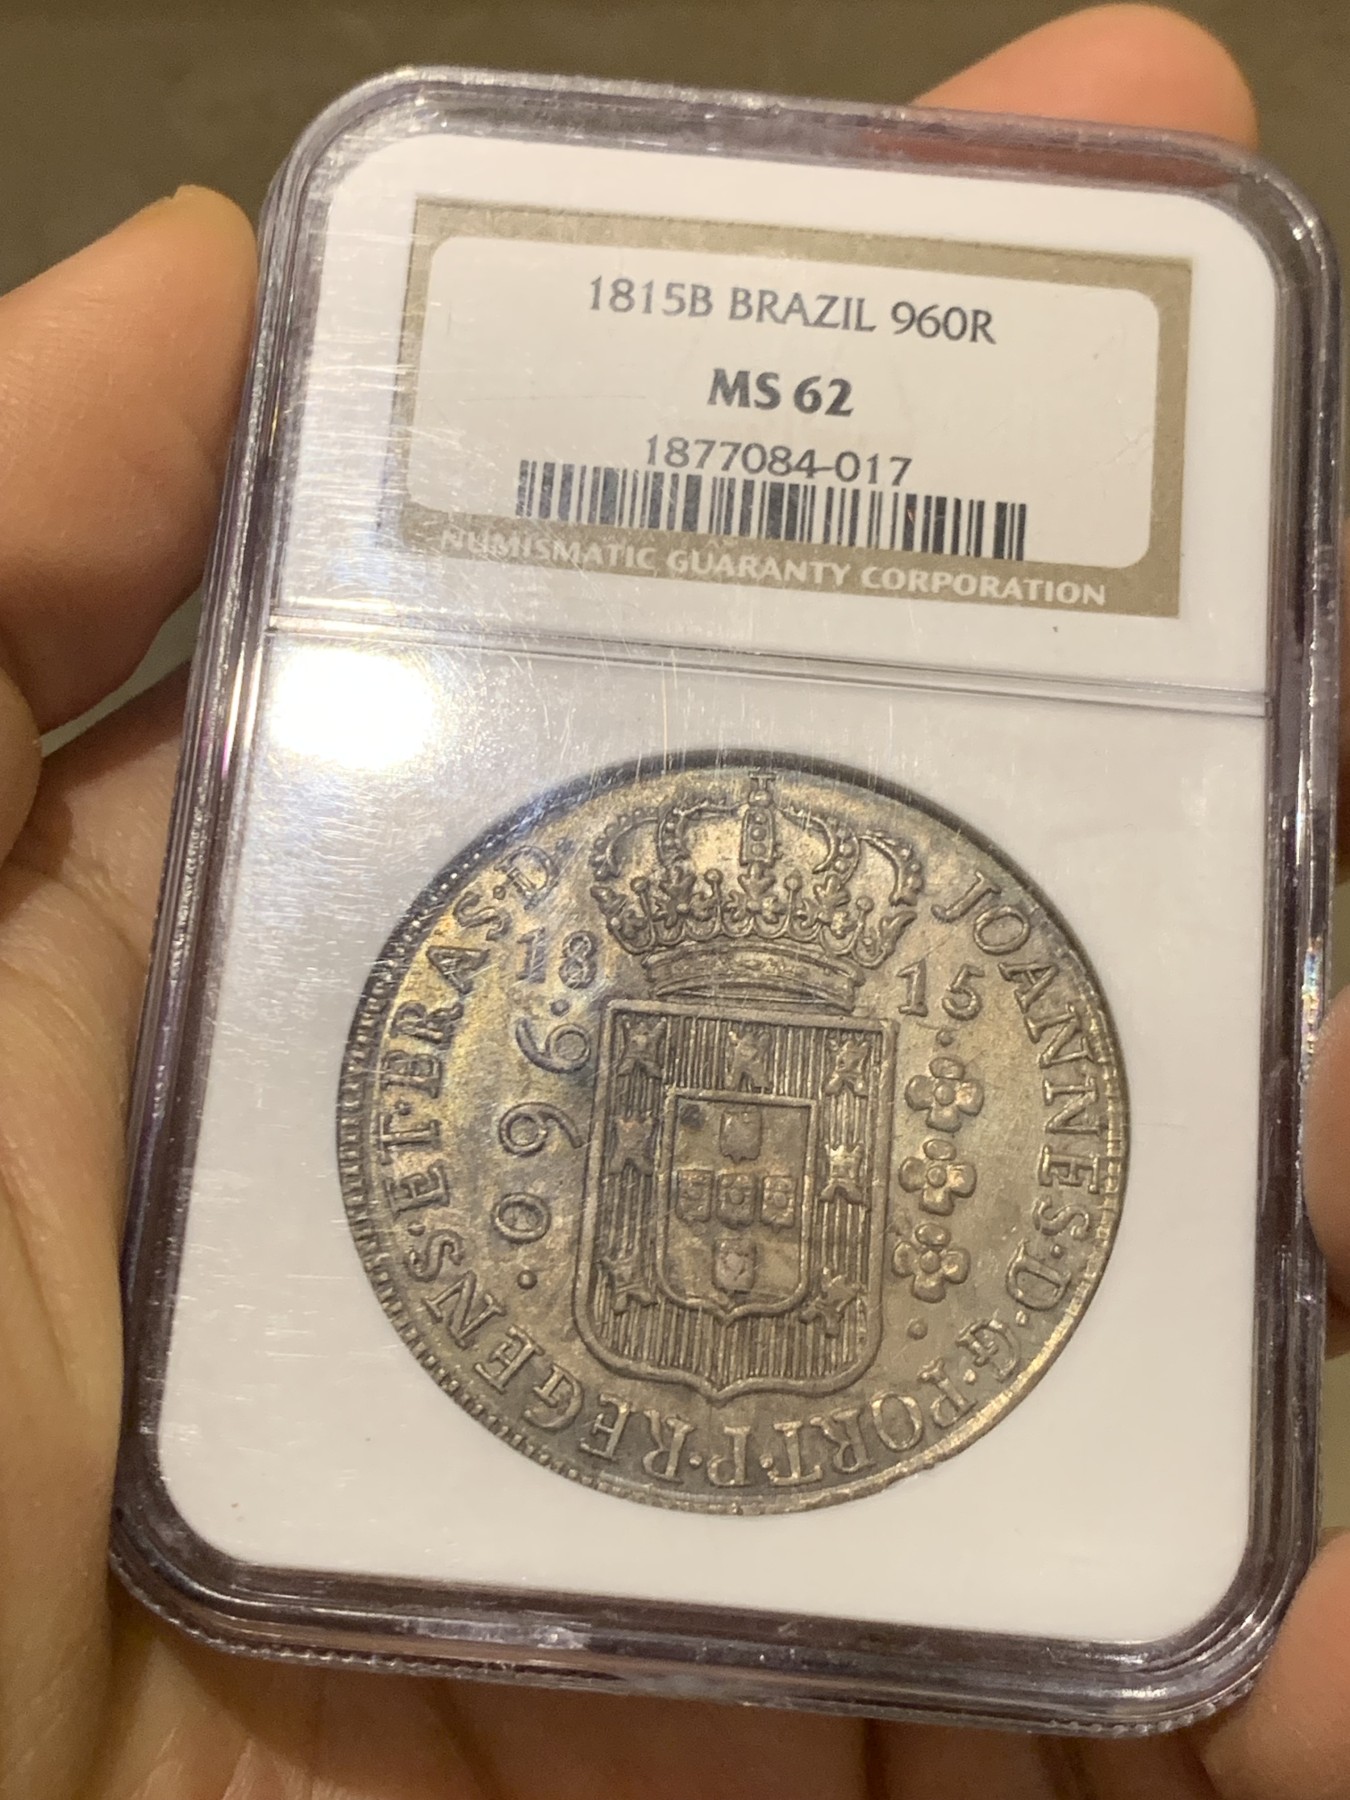 1815B BRAZIL 960R
MS 62
1877084-017
NUMISMATIC GUARANTY CORPORATION
JOANNES·D·G·PORT·P·REGENS·ET·BRAS·D·
18 15
960